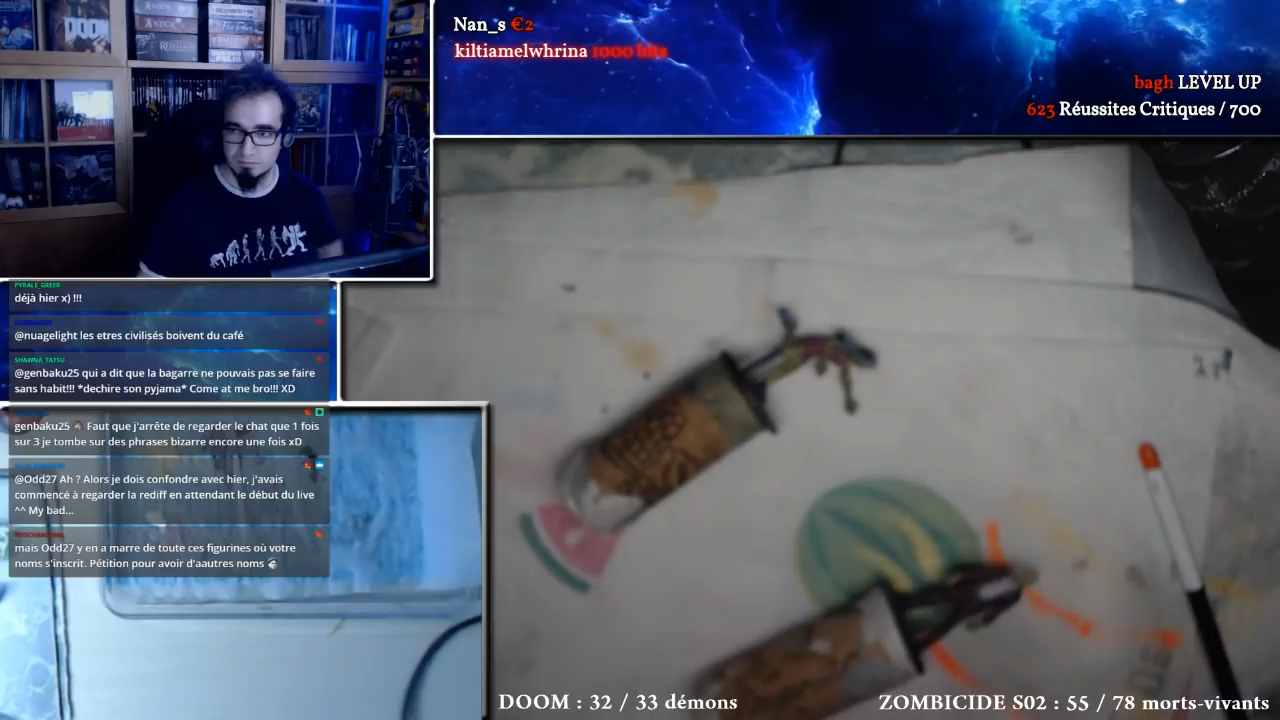 DOOM
Nan_s €2
kiltiamelwhrina 1000 bits
bagh LEVEL UP
623 Réussites Critiques / 700
PYRALE_GREER
déjà hier x) !!!
@nuagelight les etres civilisés boivent du café
SHAWNA_TATSU
@genbaku25 qui a dit que la bagarre ne pouvais pas se faire
sans habit!!! *dechire son pyjama* Come at me bro!!! XD
genbaku25 Faut que j'arrête de regarder le chat que 1 fois
sur 3 je tombe sur des phrases bizarre encore une fois xD
@Odd27 Ah ? Alors je dois confondre avec hier, j'avais
commencé à regarder la rediff en attendant le début du live
^^ My bad...
mais Odd27 y en a marre de toute ces figurines où votre
noms s'inscrit. Pétition pour avoir d'aautres noms
DOOM : 32 / 33 démons
ZOMBICIDE S02 : 55 / 78 morts-vivants